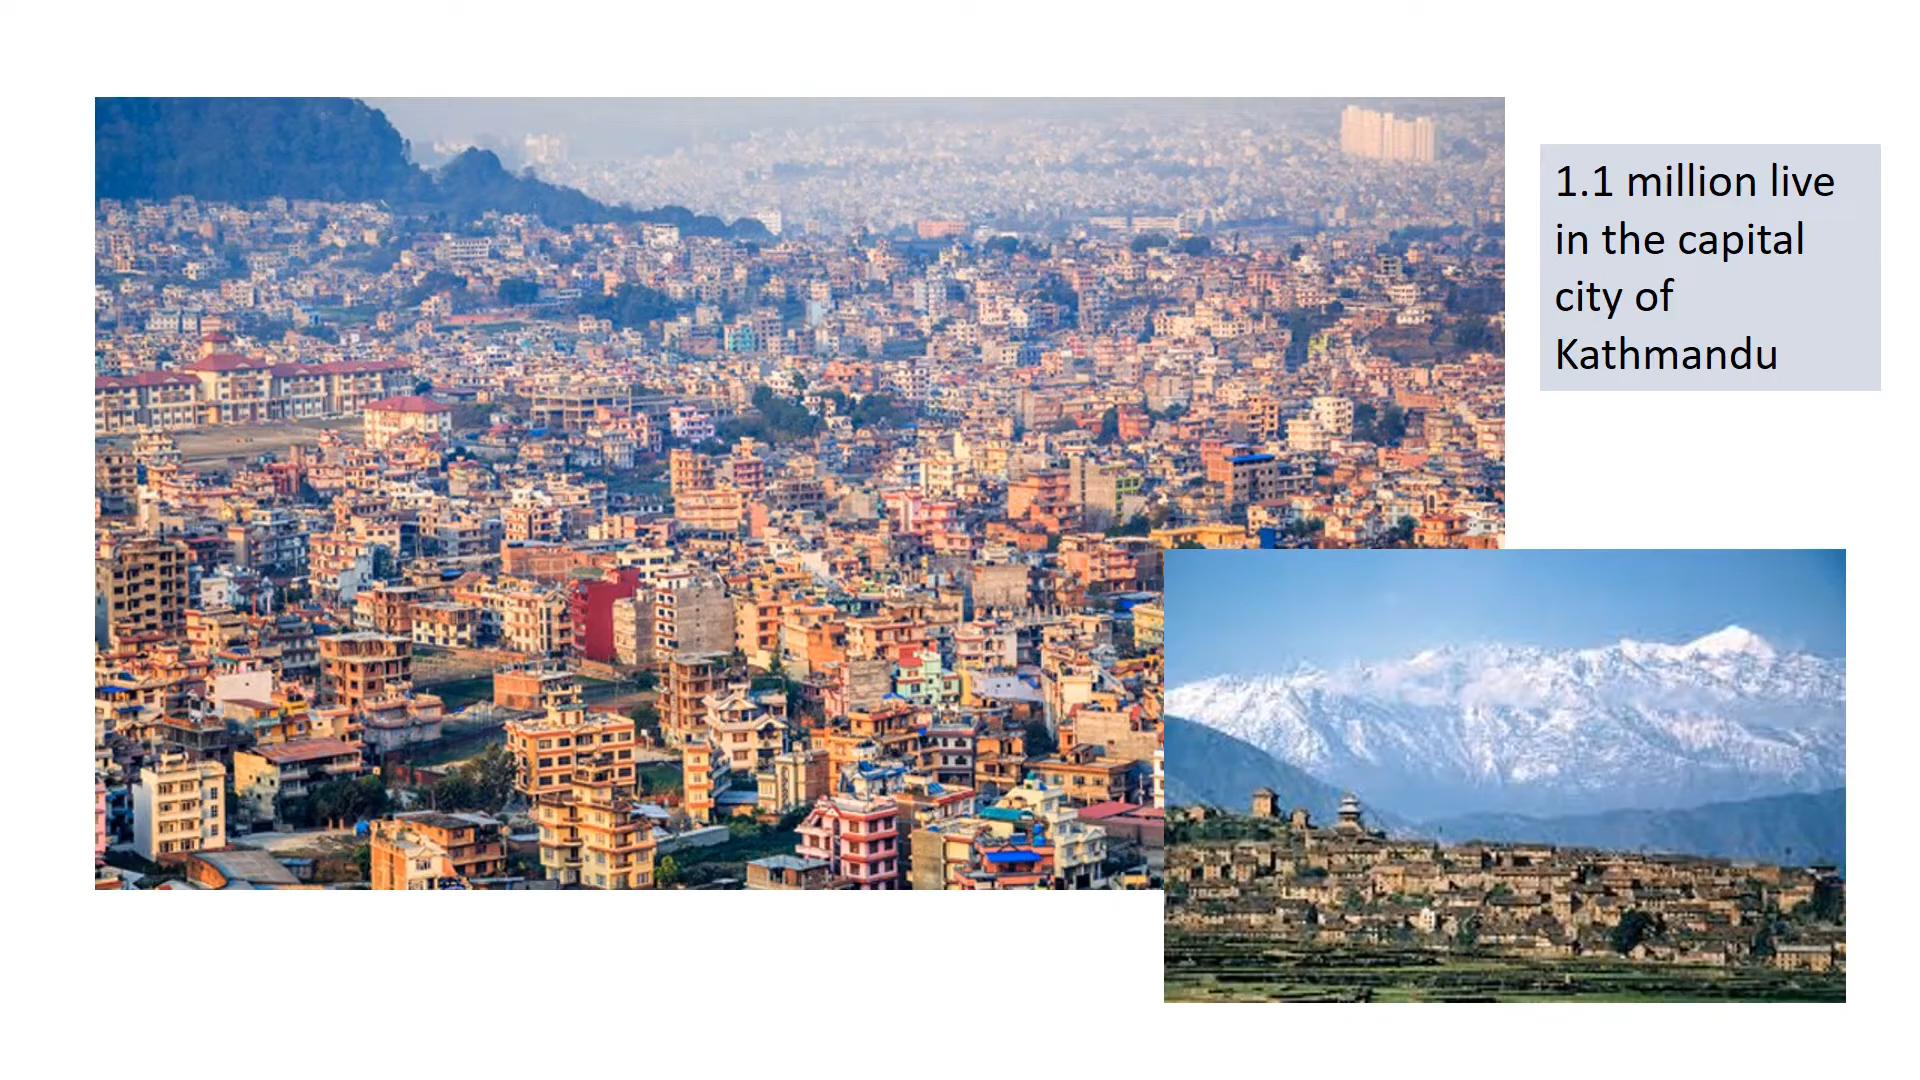 1.1 million live
in the capital
city of
Kathmandu